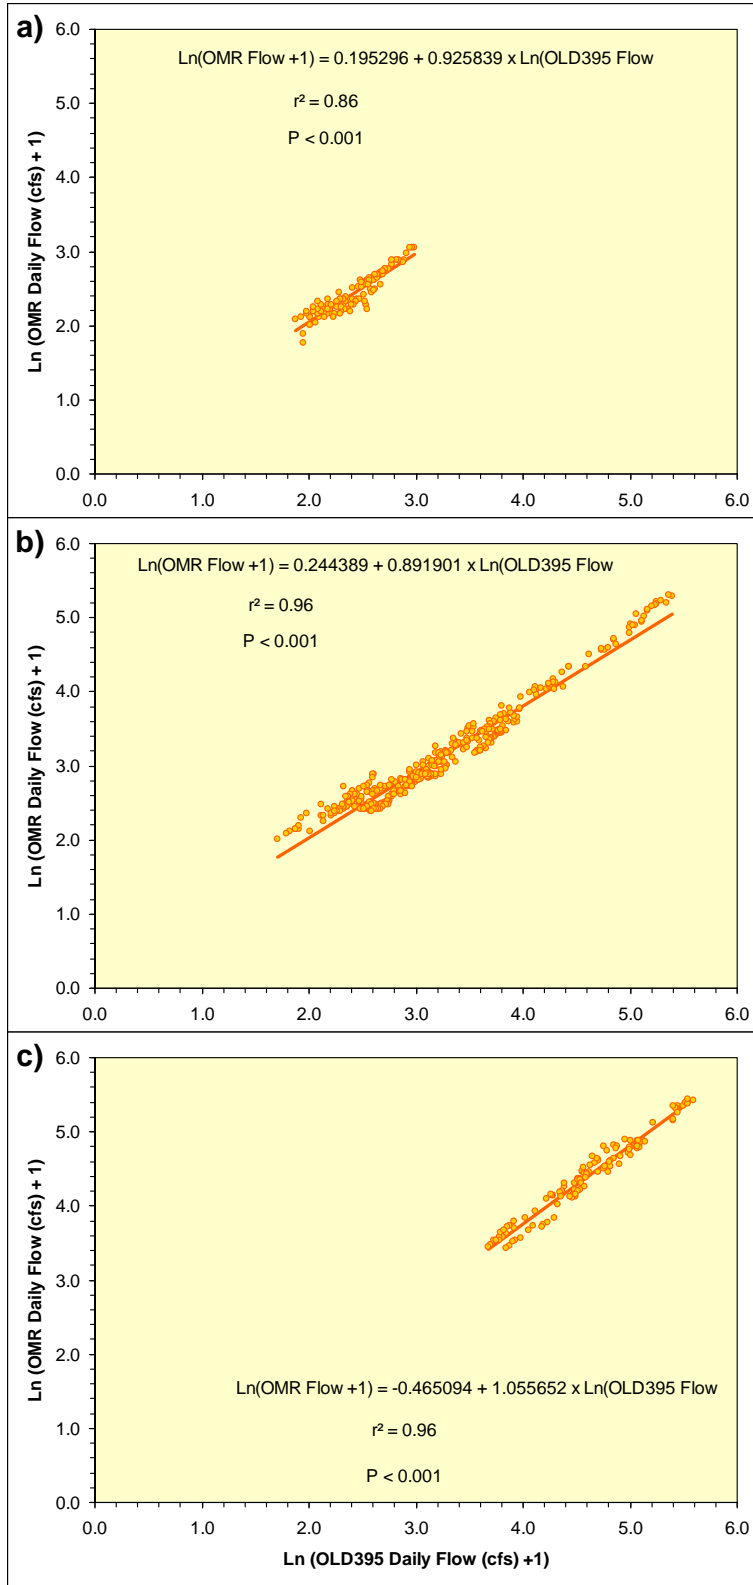 a)
Ln(OMR Flow +1) = 0.195296 + 0.925839 x Ln(OLD395 Flow
r² = 0.86
P < 0.001
Ln (OMR Daily Flow (cfs) + 1)
6.0
5.0
4.0
3.0
2.0
1.0
0.0
0.0 1.0 2.0 3.0 4.0 5.0 6.0
b)
Ln(OMR Flow +1) = 0.244389 + 0.891901 x Ln(OLD395 Flow
r² = 0.96
P < 0.001
Ln (OMR Daily Flow (cfs) + 1)
6.0
5.0
4.0
3.0
2.0
1.0
0.0
0.0 1.0 2.0 3.0 4.0 5.0 6.0
c)
Ln (OMR Daily Flow (cfs) + 1)
6.0
5.0
4.0
3.0
2.0
1.0
0.0
Ln(OMR Flow +1) = -0.465094 + 1.055652 x Ln(OLD395 Flow
r² = 0.96
P < 0.001
0.0 1.0 2.0 3.0 4.0 5.0 6.0
Ln (OLD395 Daily Flow (cfs) +1)